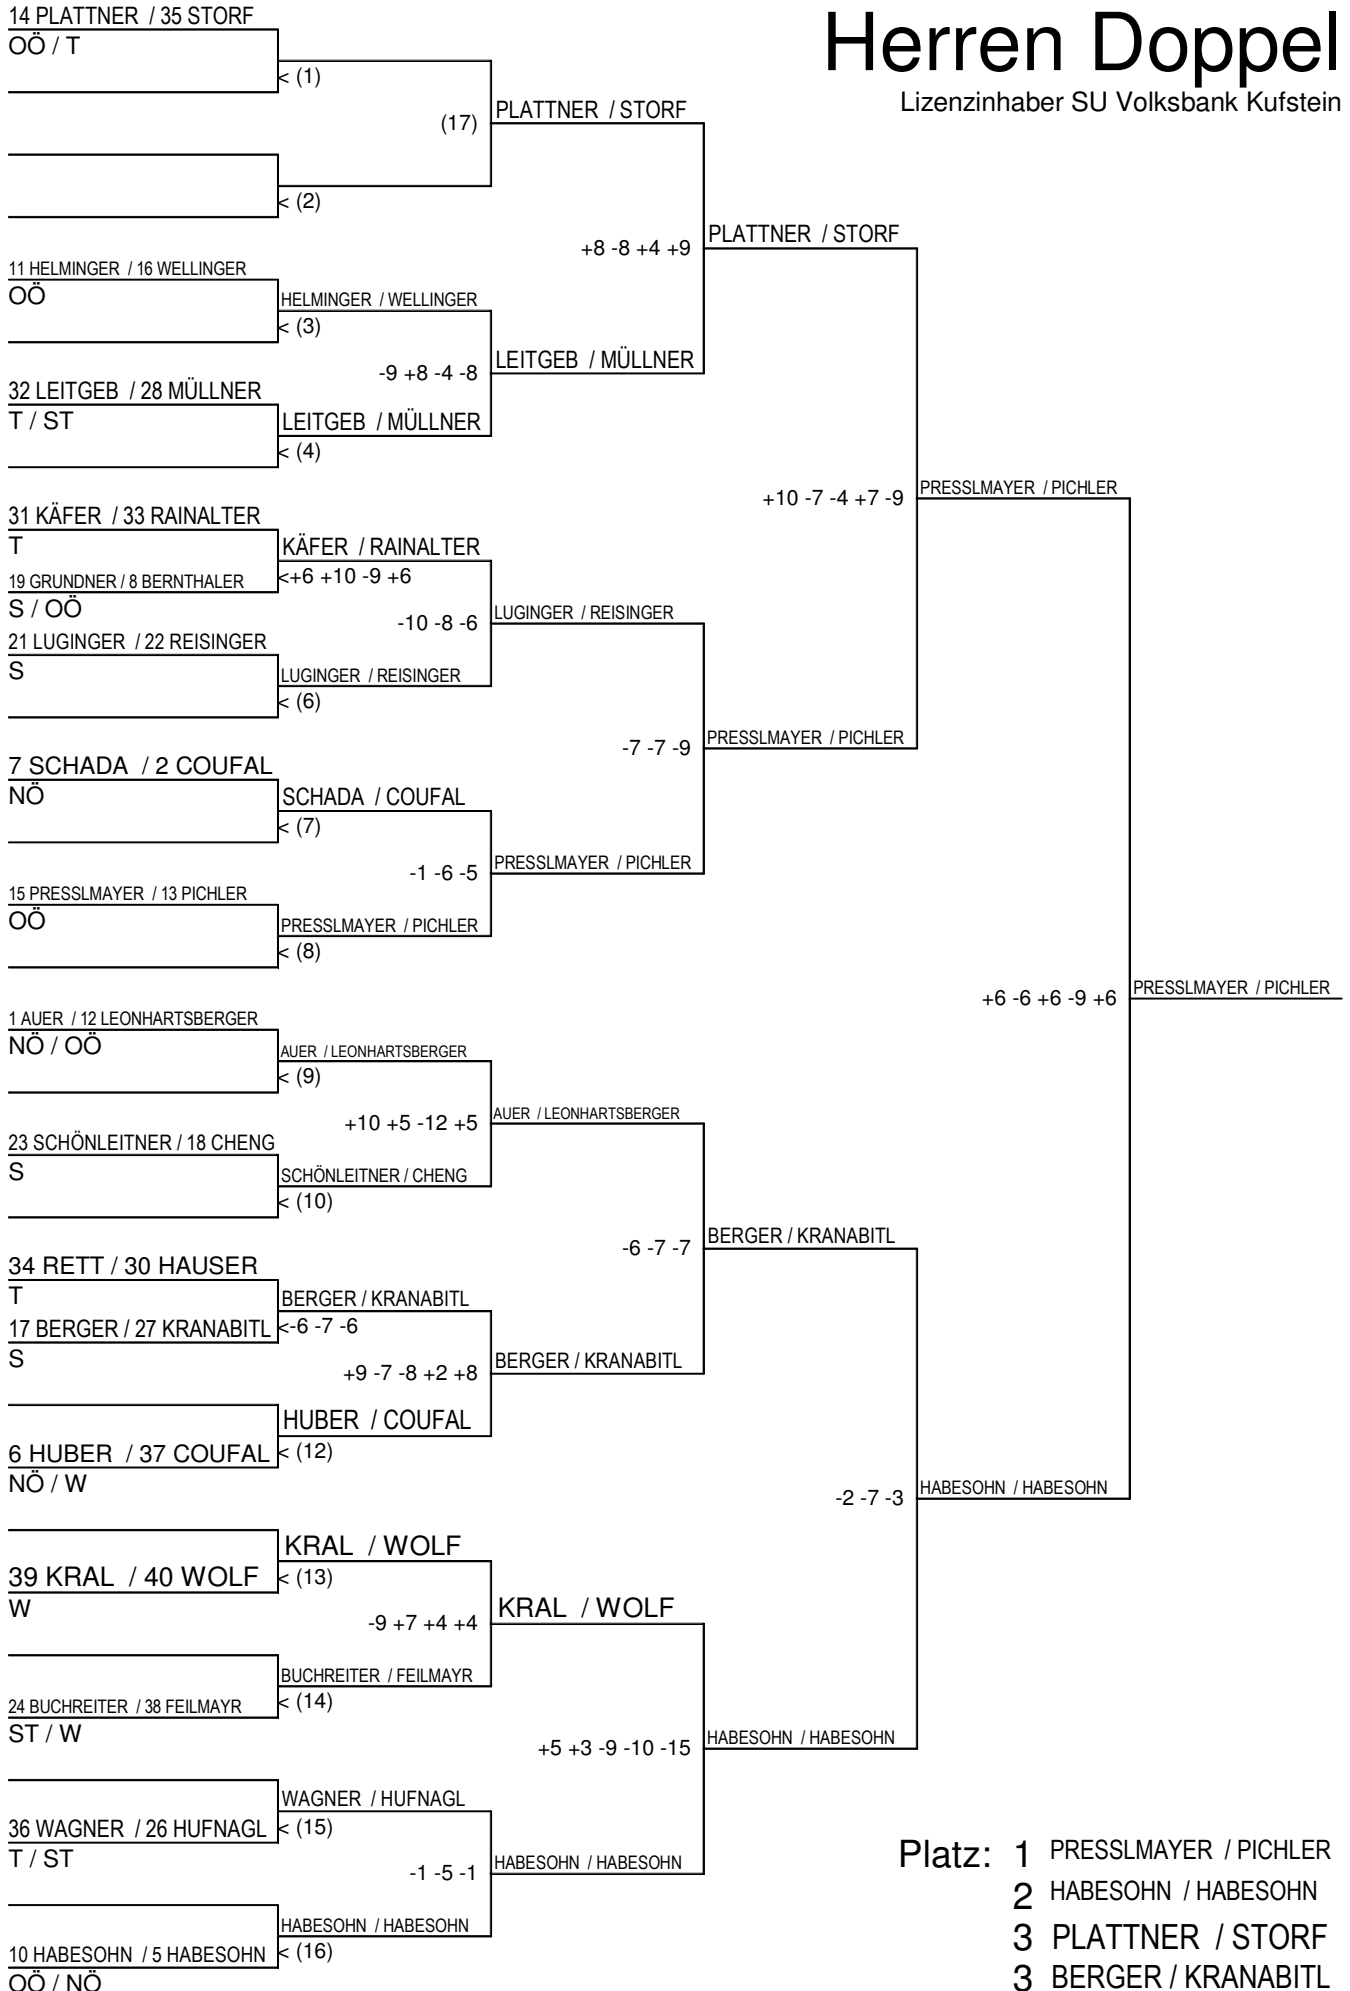 Herren Doppel
Lizenzinhaber SU Volksbank Kufstein
14 PLATTNER / 35 STORF
OÖ / T
< (1)
(17)
PLATTNER / STORF
< (2)
+8 -8 +4 +9
PLATTNER / STORF
11 HELMINGER / 16 WELLINGER
OÖ
HELMINGER / WELLINGER
< (3)
-9 +8 -4 -8
LEITGEB / MÜLLNER
32 LEITGEB / 28 MÜLLNER
T / ST
LEITGEB / MÜLLNER
< (4)
+10 -7 -4 +7 -9
PRESSLMAYER / PICHLER
31 KÄFER / 33 RAINALTER
T
KÄFER / RAINALTER
19 GRUNDNER / 8 BERNTHALER
<+6 +10 -9 +6
S / OÖ
-10 -8 -6
LUGINGER / REISINGER
21 LUGINGER / 22 REISINGER
S
LUGINGER / REISINGER
< (6)
-7 -7 -9
PRESSLMAYER / PICHLER
7 SCHADA / 2 COUFAL
NÖ
SCHADA / COUFAL
< (7)
-1 -6 -5
PRESSLMAYER / PICHLER
15 PRESSLMAYER / 13 PICHLER
OÖ
PRESSLMAYER / PICHLER
< (8)
+6 -6 +6 -9 +6
PRESSLMAYER / PICHLER
1 AUER / 12 LEONHARTSBERGER
NÖ / OÖ
AUER / LEONHARTSBERGER
< (9)
+10 +5 -12 +5
AUER / LEONHARTSBERGER
23 SCHÖNLEITNER / 18 CHENG
S
SCHÖNLEITNER / CHENG
< (10)
-6 -7 -7
BERGER / KRANABITL
34 RETT / 30 HAUSER
T
BERGER / KRANABITL
17 BERGER / 27 KRANABITL
<-6 -7 -6
S
+9 -7 -8 +2 +8
BERGER / KRANABITL
HUBER / COUFAL
6 HUBER / 37 COUFAL
< (12)
NÖ / W
-2 -7 -3
HABESOHN / HABESOHN
KRAL / WOLF
39 KRAL / 40 WOLF
< (13)
W
-9 +7 +4 +4
KRAL / WOLF
BUCHREITER / FEILMAYR
24 BUCHREITER / 38 FEILMAYR
< (14)
ST / W
+5 +3 -9 -10 -15
HABESOHN / HABESOHN
WAGNER / HUFNAGL
36 WAGNER / 26 HUFNAGL
< (15)
T / ST
-1 -5 -1
HABESOHN / HABESOHN
HABESOHN / HABESOHN
10 HABESOHN / 5 HABESOHN
< (16)
OÖ / NÖ
Platz: 1 PRESSLMAYER / PICHLER
2 HABESOHN / HABESOHN
3 PLATTNER / STORF
3 BERGER / KRANABITL